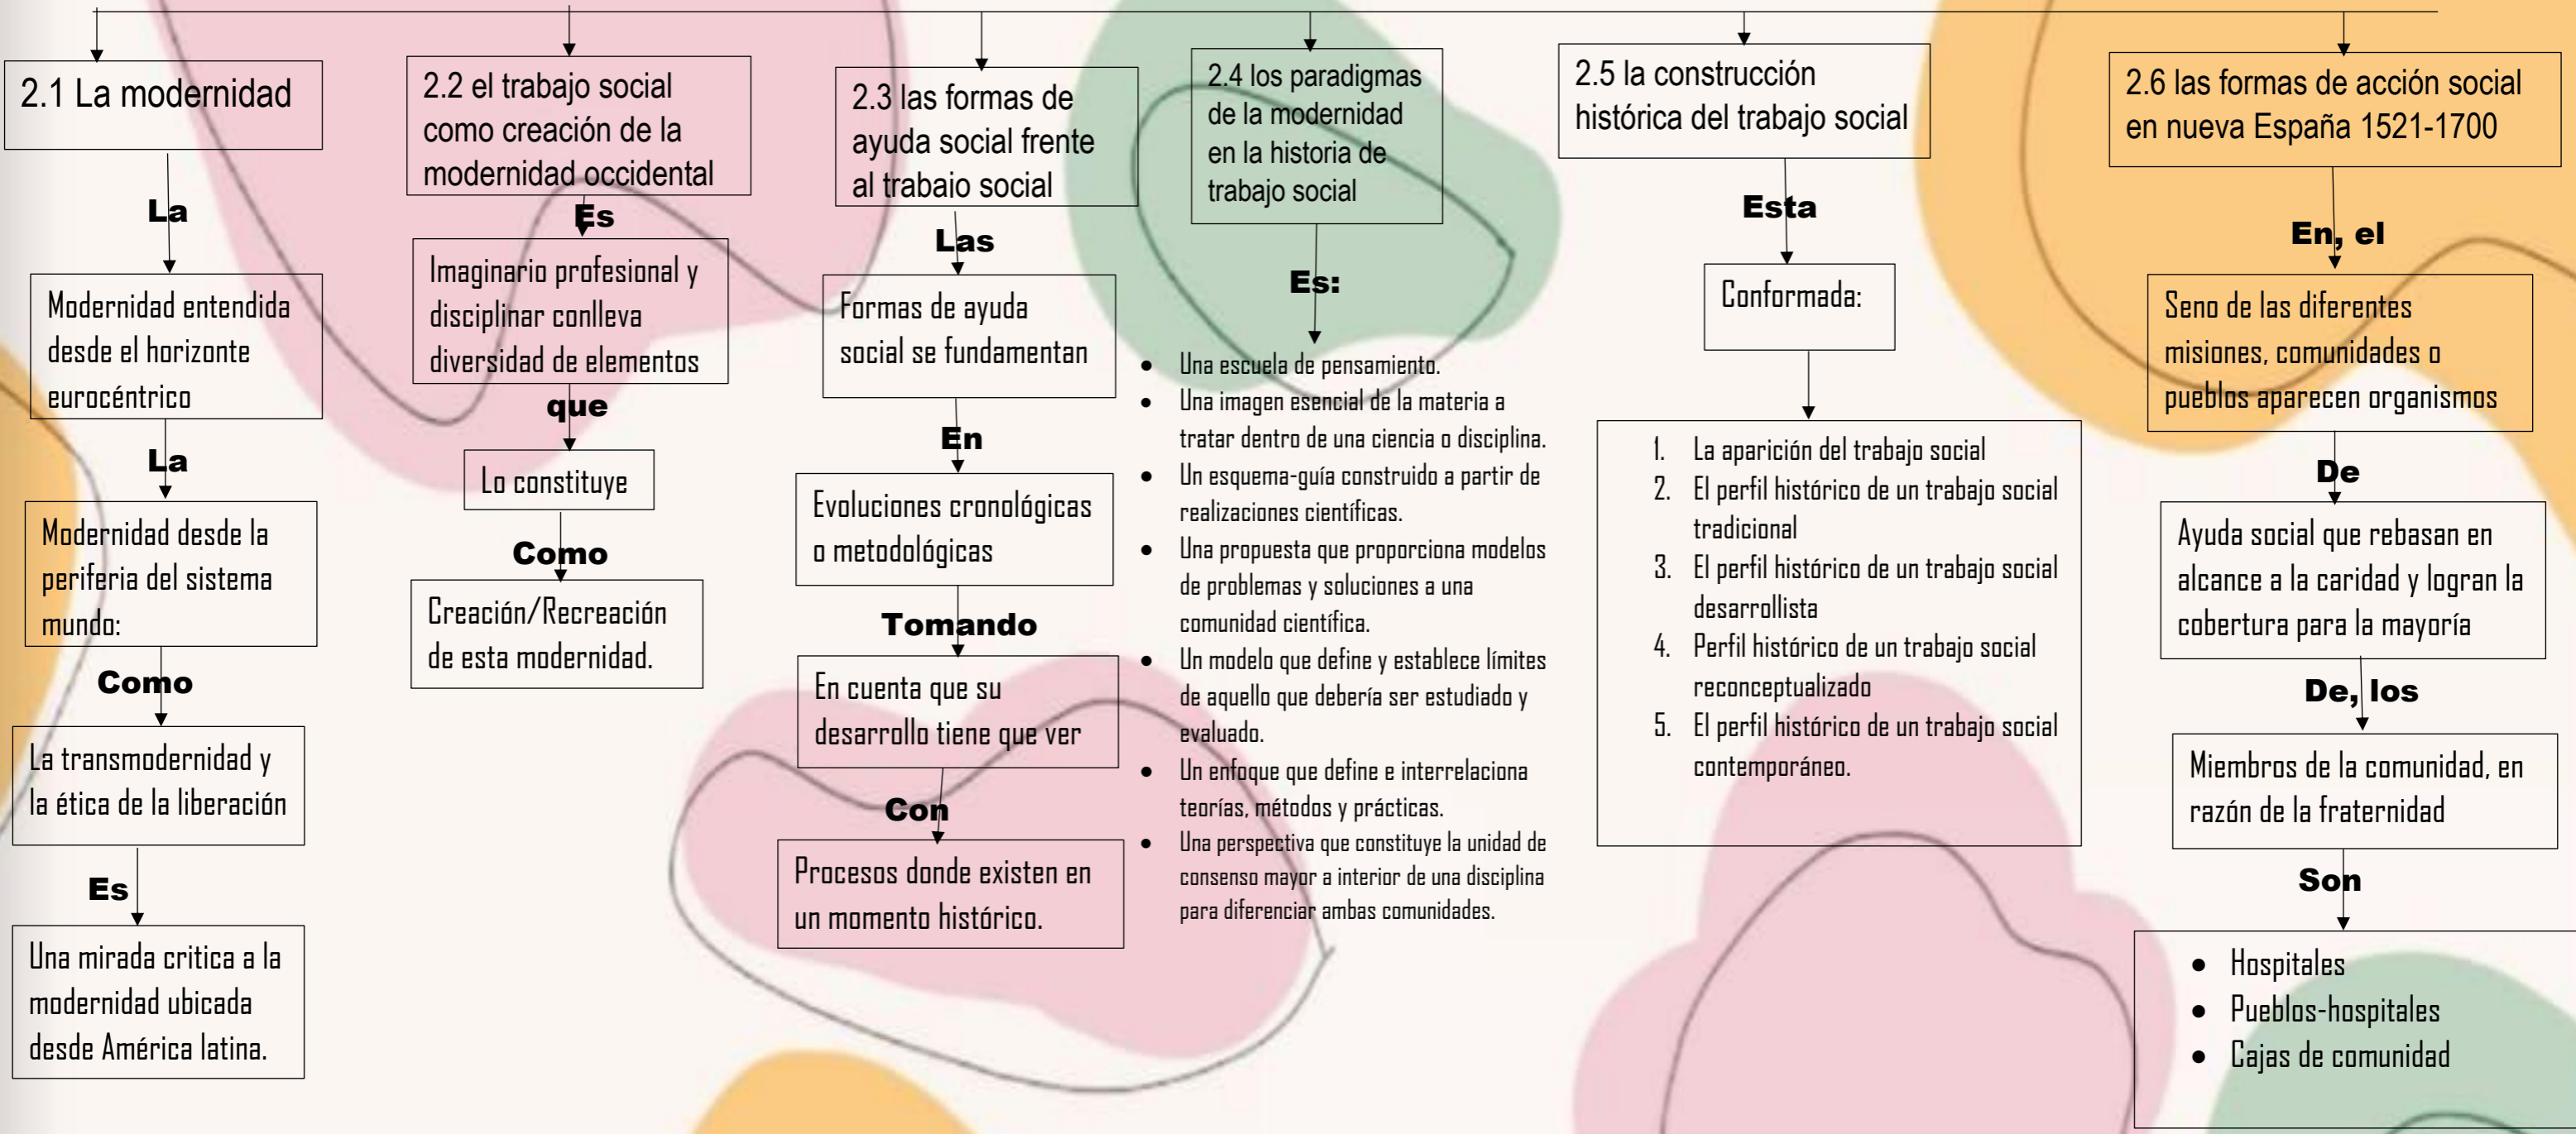 2.1 La modernidad
La
Modernidad entendida
desde el horizonte
eurocéntrico
La
Modernidad desde la
periferia del sistema
mundo:
Como
La transmodernidad y
la ética de la liberación
Es
Una mirada critica a la
modernidad ubicada
desde América latina.
2.2 el trabajo social
como creación de la
modernidad occidental
Es
Imaginario profesional y
disciplinar conlleva
diversidad de elementos
que
Lo constituye
Como
Creación/Recreación
de esta modernidad.
2.3 las formas de
ayuda social frente
al trabajo social
Las
Formas de ayuda
social se fundamentan
En
Evoluciones cronológicas
o metodológicas
Tomando
En cuenta que su
desarrollo tiene que ver
Con
Procesos donde existen en
un momento histórico.
2.4 los paradigmas
de la modernidad
en la historia de
trabajo social
Es:
• Una escuela de pensamiento.
• Una imagen esencial de la materia a
tratar dentro de una ciencia o disciplina.
• Un esquema-guía construido a partir de
realizaciones científicas.
• Una propuesta que proporciona modelos
de problemas y soluciones a una
comunidad científica.
• Un modelo que define y establece límites
de aquello que debería ser estudiado y
evaluado.
• Un enfoque que define e interrelaciona
teorías, métodos y prácticas.
• Una perspectiva que constituye la unidad de
consenso mayor a interior de una disciplina
para diferenciar ambas comunidades.
2.5 la construcción
histórica del trabajo social
Esta
Conformada:
1. La aparición del trabajo social
2. El perfil histórico de un trabajo social
tradicional
3. El perfil histórico de un trabajo social
desarrollista
4. Perfil histórico de un trabajo social
reconceptualizado
5. El perfil histórico de un trabajo social
contemporáneo.
2.6 las formas de acción social
en nueva España 1521-1700
En, el
Seno de las diferentes
misiones, comunidades o
pueblos aparecen organismos
De
Ayuda social que rebasan en
alcance a la caridad y logran la
cobertura para la mayoría
De, los
Miembros de la comunidad, en
razón de la fraternidad
Son
• Hospitales
• Pueblos-hospitales
• Cajas de comunidad